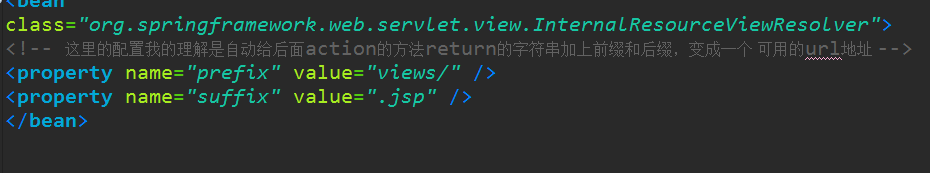 <bean
class="org.springframework.web.servlet.view.InternalResourceViewResolver">
<!-- 这里的配置我的理解是自动给后面action的方法return的字符串加上前缀和后缀，变成一个 可用的url地址 -->
<property name="prefix" value="views/" />
<property name="suffix" value=".jsp" />
</bean>